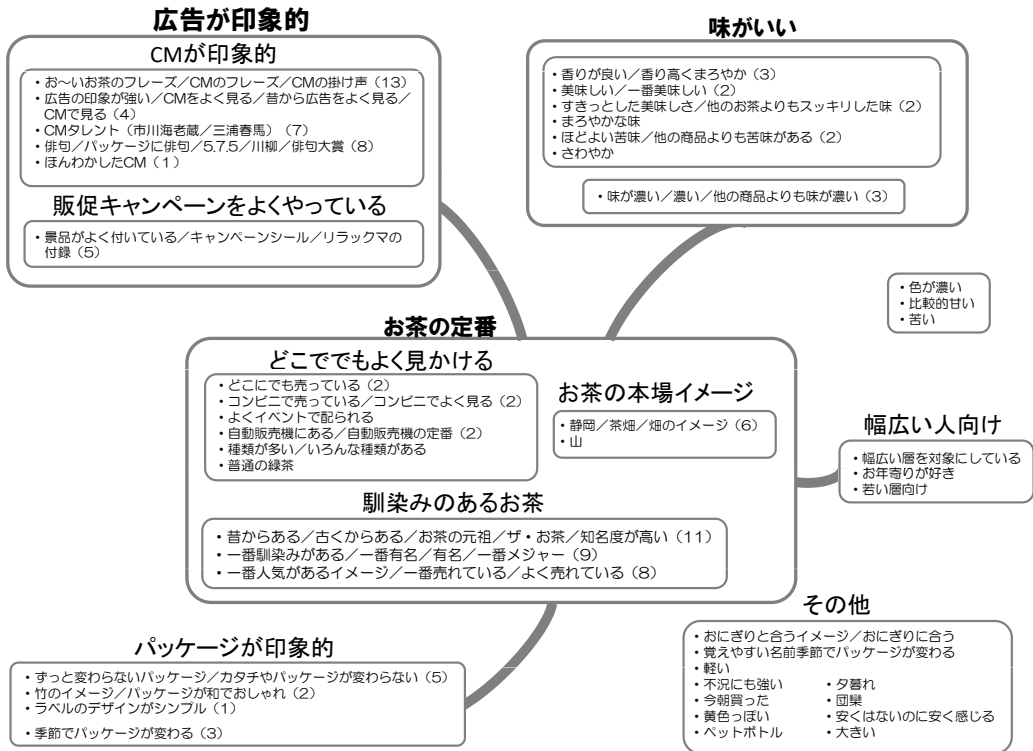 広告が印象的
CMが印象的
・お～いお茶のフレーズ／CMのフレーズ／CMの掛け声（13）
・広告の印象が強い／CMをよく見る／昔から広告をよく見る／
CMで見る（4）
・CMタレント（市川海老蔵／三浦春馬）（7）
・俳句／パッケージに俳句／5.7.5／川柳／俳句大賞（8）
・ほんわかしたCM（1）
販促キャンペーンをよくやっている
・景品がよく付いている／キャンペーンシール／リラックマの
付録（5）
味がいい
・香りが良い／香り高くまろやか（3）
・美味しい／一番美味しい（2）
・すきっとした美味しさ／他のお茶よりもスッキリした味（2）
・まろやかな味
・ほどよい苦味／他の商品よりも苦味がある（2）
・さわやか
・味が濃い／濃い／他の商品よりも味が濃い（3）
・色が濃い
・比較的甘い
・苦い
お茶の定番
どこででもよく見かける
・どこにでも売っている（2）
・コンビニで売っている／コンビニでよく見る（2）
・よくイベントで配られる
・自動販売機にある／自動販売機の定番（2）
・種類が多い／いろんな種類がある
・普通の緑茶
お茶の本場イメージ
・静岡／茶畑／畑のイメージ（6）
・山
馴染みのあるお茶
・昔からある／古くからある／お茶の元祖／ザ・お茶／知名度が高い（11）
・一番馴染みがある／一番有名／有名／一番メジャー（9）
・一番人気があるイメージ／一番売れている／よく売れている（8）
幅広い人向け
・幅広い層を対象にしている
・お年寄りが好き
・若い層向け
パッケージが印象的
・ずっと変わらないパッケージ／カタチやパッケージが変わらない（5）
・竹のイメージ／パッケージが和でおしゃれ（2）
・ラベルのデザインがシンプル（1）
・季節でパッケージが変わる（3）
その他
・おにぎりと合うイメージ／おにぎりに合う
・覚えやすい名前季節でパッケージが変わる
・軽い
・不況にも強い
・今朝買った
・黄色っぽい
・ペットボトル
・夕暮れ
・団欒
・安くはないのに安く感じる
・大きい